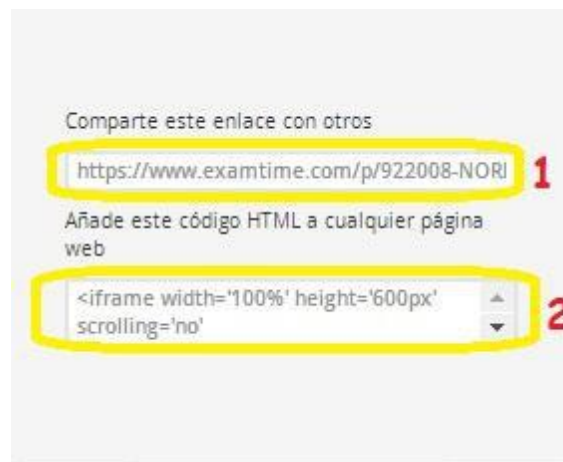 Comparte este enlace con otros
https://www.examtime.com/p/922008-NORI
1
Añade este código HTML a cualquier página
web
<iframe width='100%' height='600px'
scrolling='no'
2